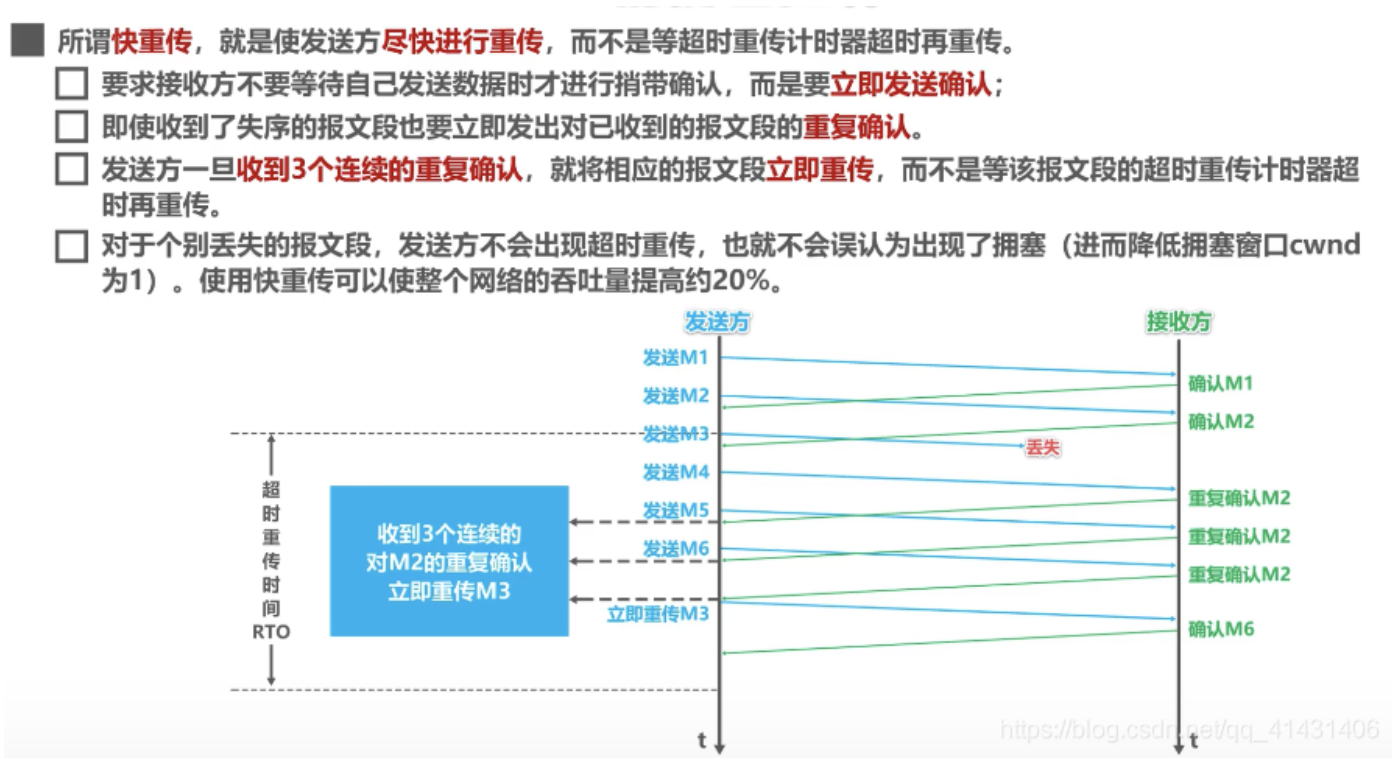 所谓快重传，就是使发送方尽快进行重传，而不是等超时重传计时器超时再重传。
要求接收方不要等待自己发送数据时才进行捎带确认，而是要立即发送确认；
即使收到了失序的报文段也要立即发出对已收到的报文段的重复确认。
发送方一旦收到3个连续的重复确认，就将相应的报文段立即重传，而不是等该报文段的超时重传计时器超
时再重传。
对于个别丢失的报文段，发送方不会出现超时重传，也就不会误认为出现了拥塞（进而降低拥塞窗口cwnd
为1）。使用快重传可以使整个网络的吞吐量提高约20%。
发送方
接收方
发送M1
确认M1
发送M2
确认M2
发送M3
丢失
发送M4
重复确认M2
发送M5
重复确认M2
发送M6
重复确认M2
立即重传M3
确认M6
超
时
重
传
时
间
RTO
收到3个连续的
对M2的重复确认
立即重传M3
t
t
https://blog.csdn.net/qq_41431406